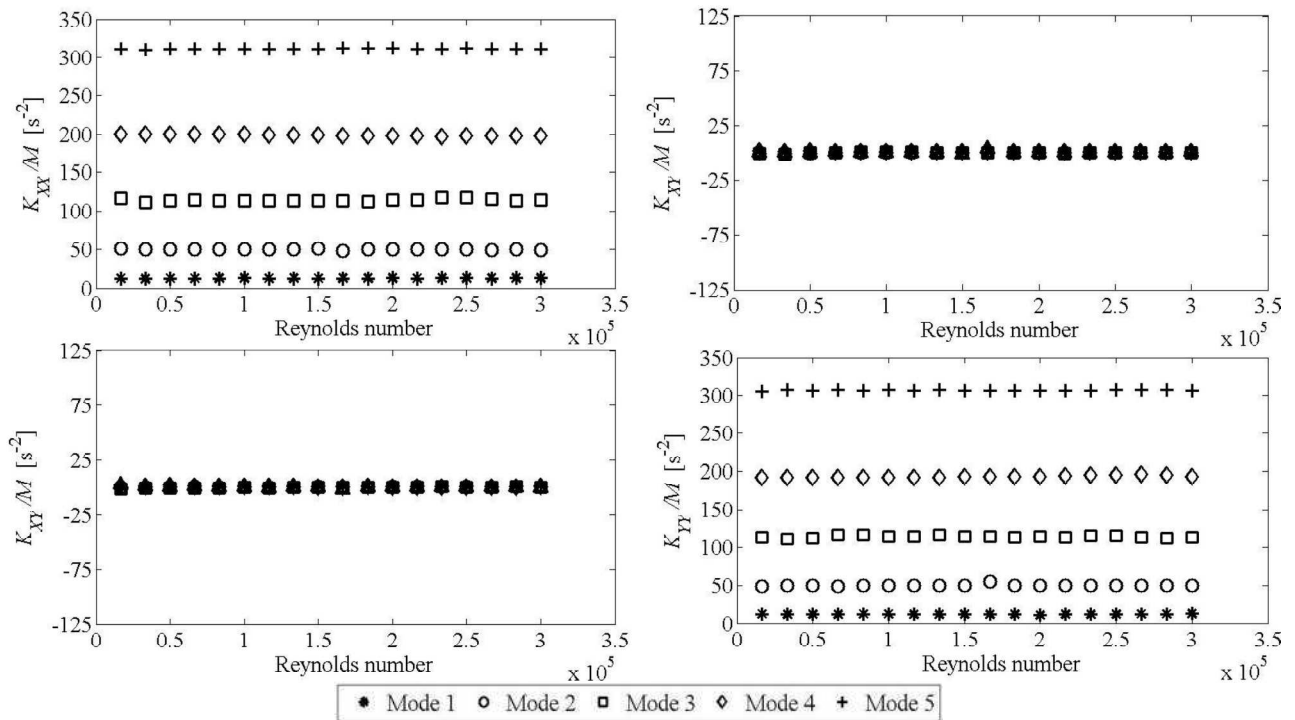 350
300
250
200
150
100
50
0
K_XX /M [s^-2]
0 0.5 1 1.5 2 2.5 3 3.5
Reynolds number
x 10^5
125
75
25
-25
-75
-125
K_XY /M [s^-2]
0 0.5 1 1.5 2 2.5 3 3.5
Reynolds number
x 10^5
125
75
25
-25
-75
-125
K_XY /M [s^-2]
0 0.5 1 1.5 2 2.5 3 3.5
Reynolds number
x 10^5
350
300
250
200
150
100
50
0
K_YY /M [s^-2]
0 0.5 1 1.5 2 2.5 3 3.5
Reynolds number
x 10^5
Mode 1 Mode 2 Mode 3 Mode 4 Mode 5